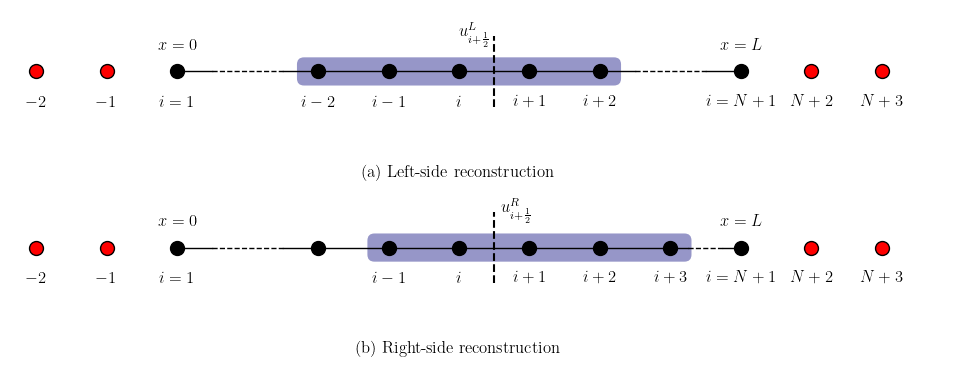 u^L_{i+\frac{1}{2}}
x = 0 x = L
−2 −1 i = 1 i − 2 i − 1 i i + 1 i + 2 i = N + 1 N + 2 N + 3
(a) Left-side reconstruction
u^R_{i+\frac{1}{2}}
x = 0 x = L
−2 −1 i = 1 i − 1 i i + 1 i + 2 i + 3 i = N + 1 N + 2 N + 3
(b) Right-side reconstruction